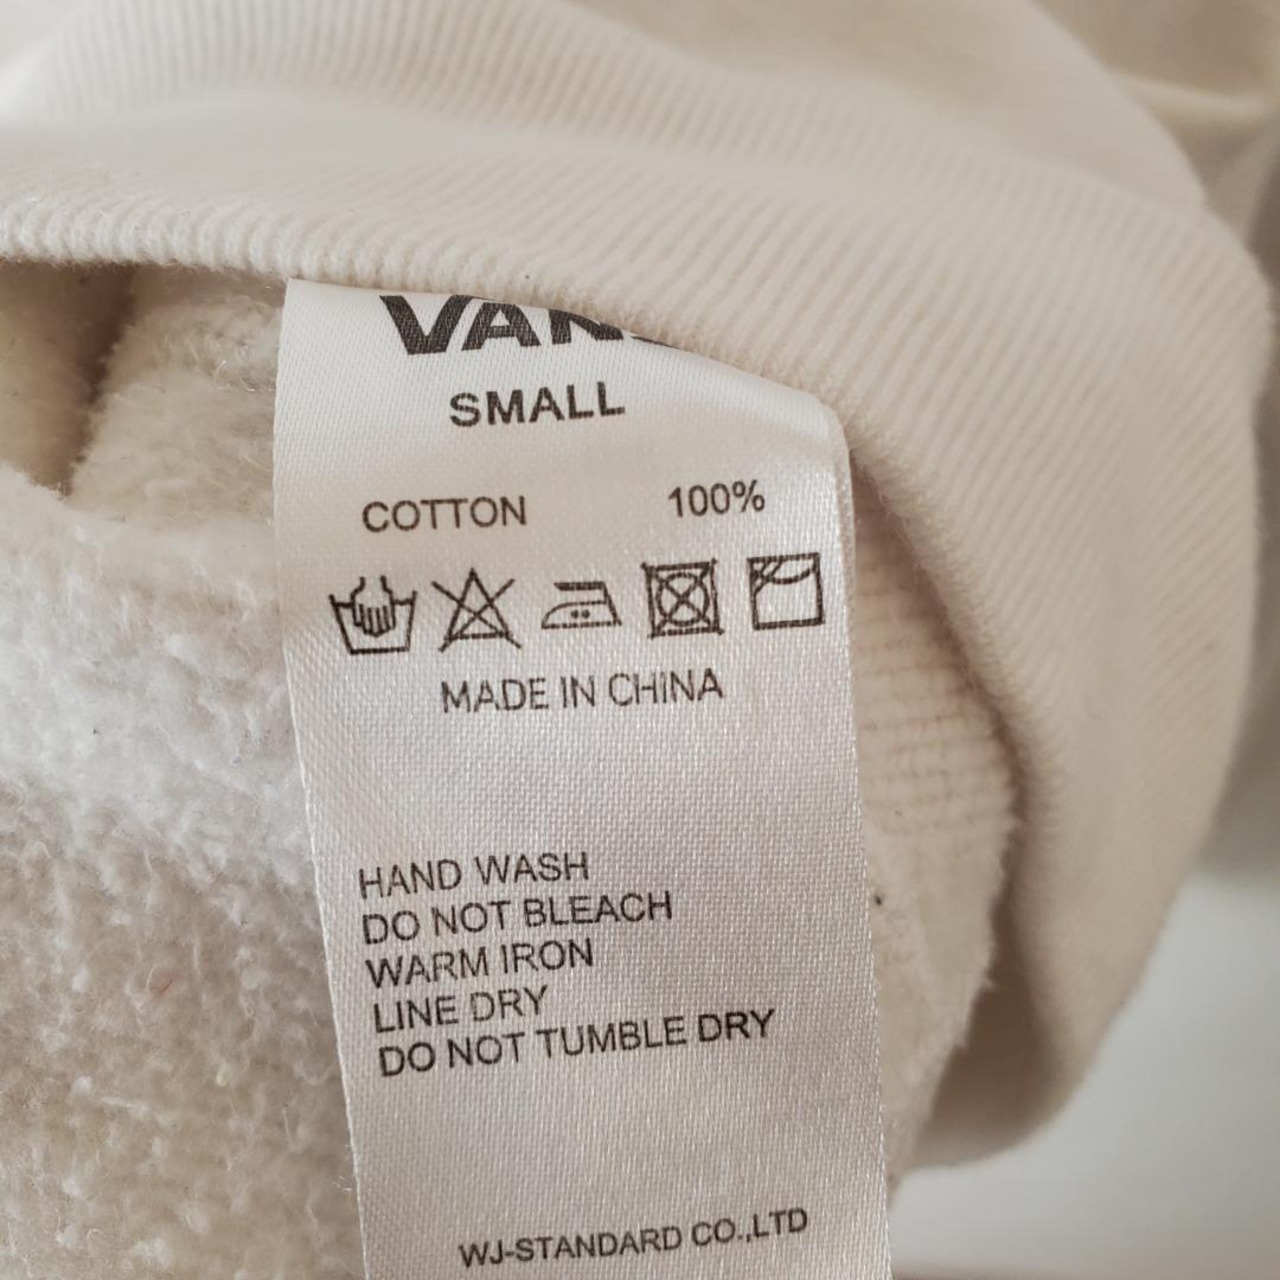 VANS
SMALL
COTTON 100%
MADE IN CHINA
HAND WASH
DO NOT BLEACH
WARM IRON
LINE DRY
DO NOT TUMBLE DRY
WJ-STANDARD CO.,LTD